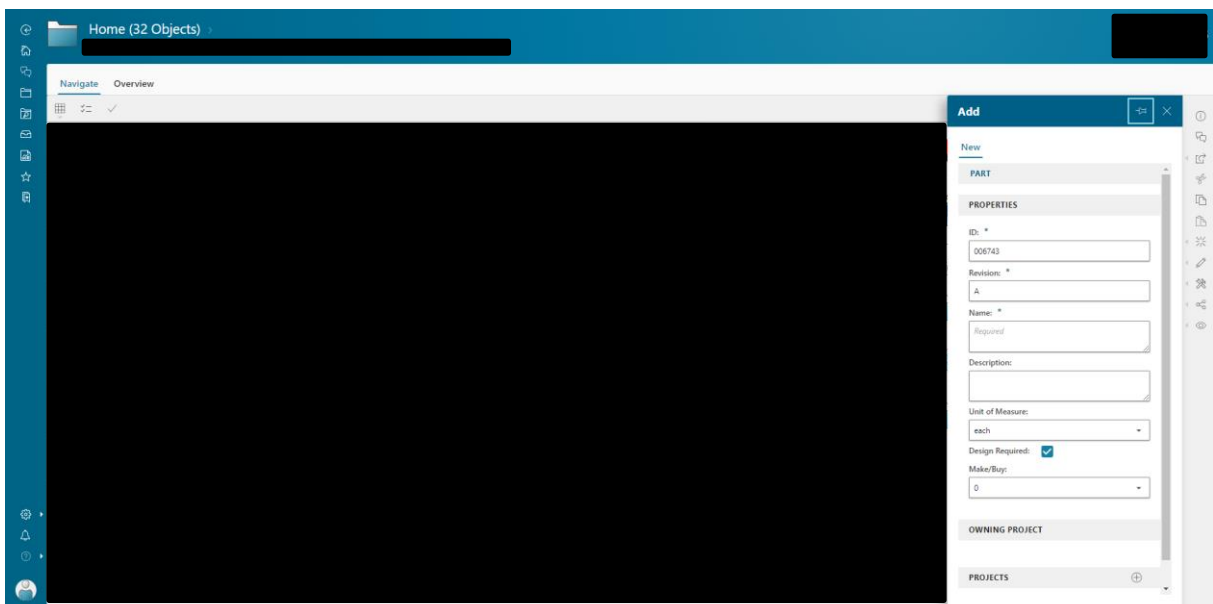 Home (32 Objects)
Navigate Overview
Add
New
PART
PROPERTIES
ID: *
006743
Revision: *
A
Name: *
Required
Description:
Unit of Measure:
each
Design Required:
Make/Buy:
0
OWNING PROJECT
PROJECTS